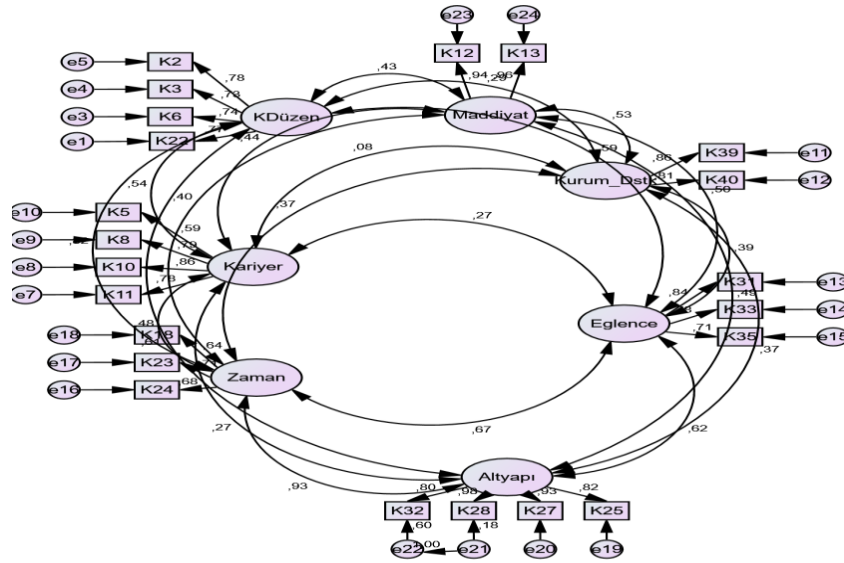 e23
e24
K12
K13
e5
K2
e4
K3
e3
K6
e1
K22
,78
,73
,74
KDüzen
,43
,94
Maddiyat
,53
,59
,08
Kurum_Dstk
,86
K39
e11
,81
K40
e12
,50
,44
,54
,40
,37
e10
K5
e9
K8
e8
K10
e7
K11
,59
,79
,86
,78
Kariyer
,27
,39
Eglence
,84
K31
e13
,49
K33
e14
,71
K35
e15
,37
,48
e18
K18
e17
K23
e16
K24
,64
,68
Zaman
,67
,27
,62
,93
Altyapı
,80
,98
,93
,82
K32
K28
K27
K25
,60
,18
e22
e21
e20
e19